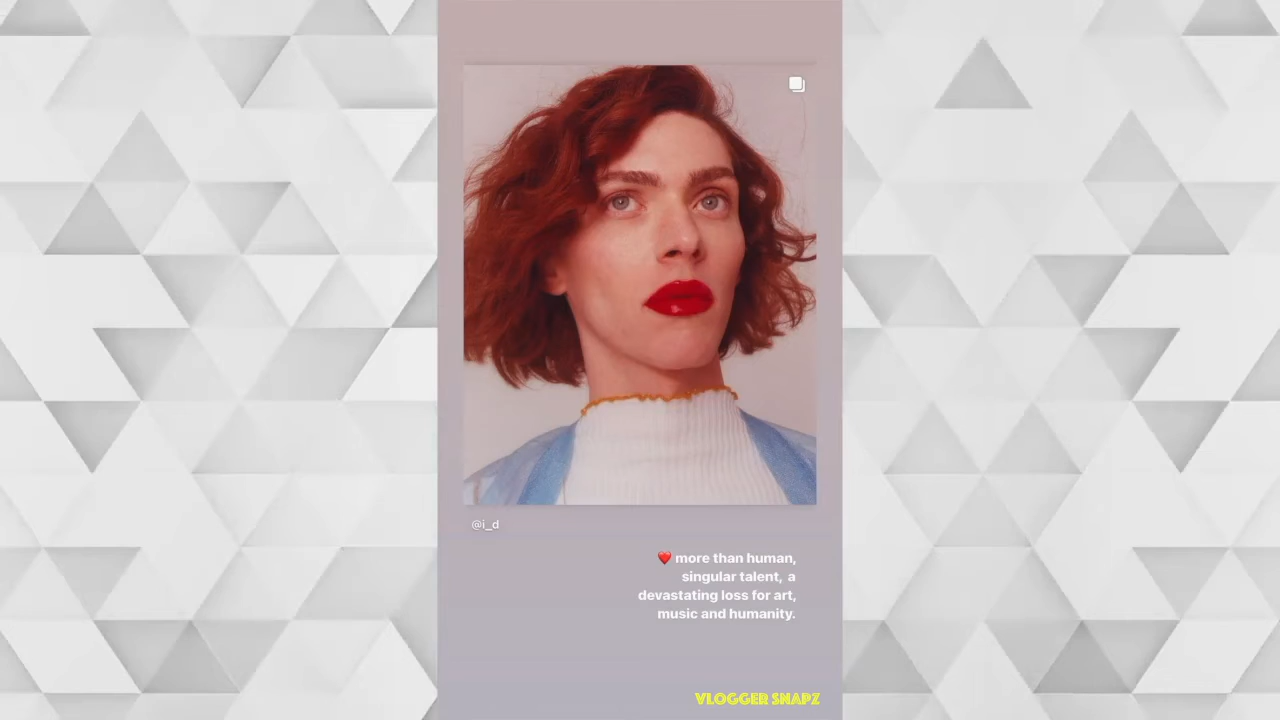 @i_d
❤️ more than human,
singular talent, a
devastating loss for art,
music and humanity.
VLOGGER SNAPZ